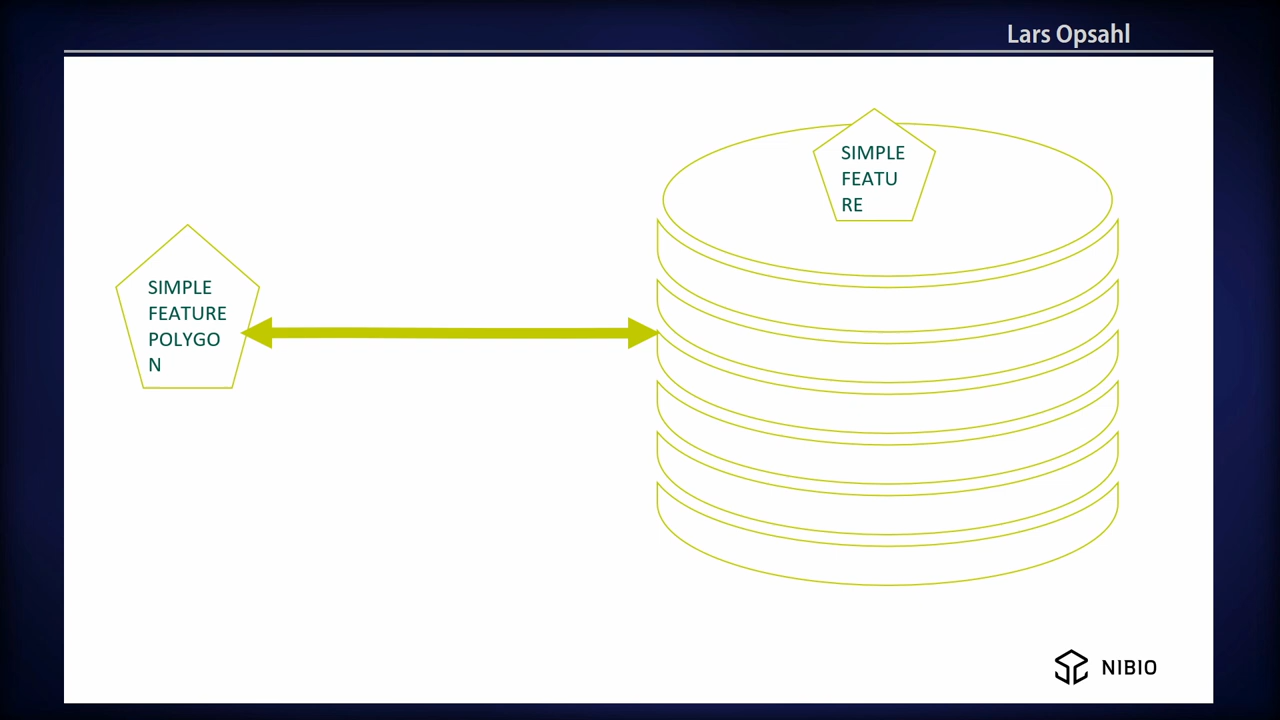 Lars Opsahl
SIMPLE
FEATU
RE
SIMPLE
FEATURE
POLYGO
N
NIBIO